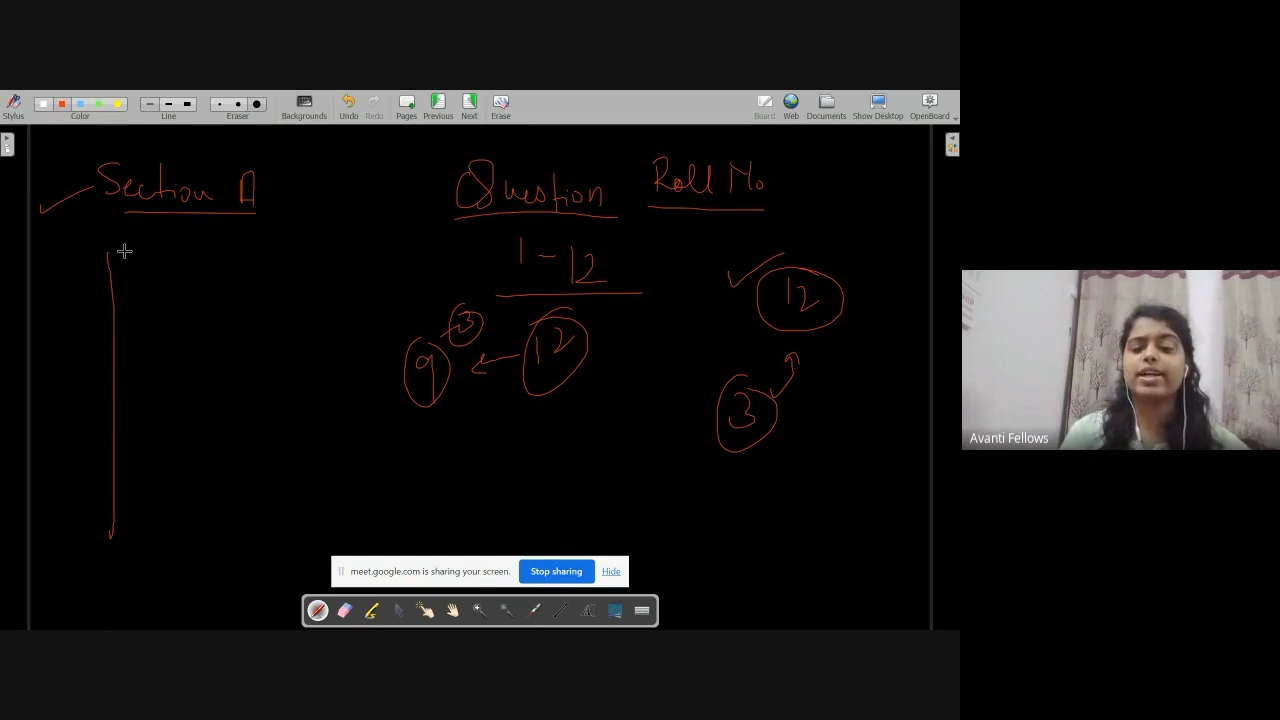 Stylus
Color
Line
Eraser
Backgrounds
Undo
Redo
Pages
Previous
Next
Erase
Board
Web
Documents
Show Desktop
OpenBoard
Section A
Question
Roll No
1 - 12
12
3
9
12
3
Avanti Fellows
meet.google.com is sharing your screen.
Stop sharing
Hide